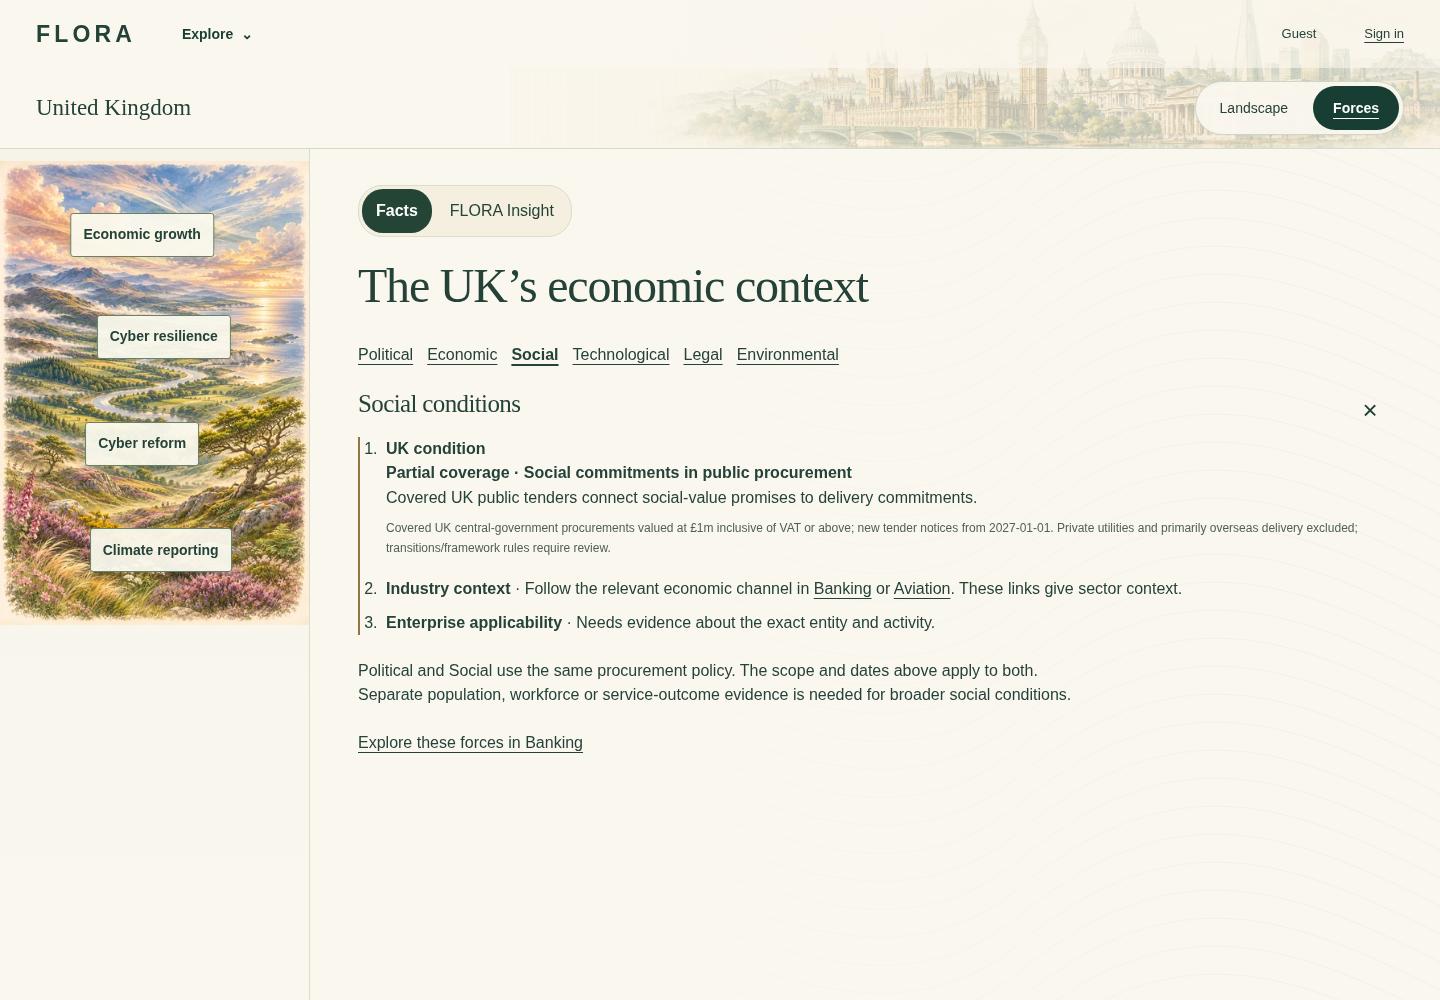 FLORA
Explore
Guest
Sign in
United Kingdom
Landscape
Forces
Economic growth
Cyber resilience
Cyber reform
Climate reporting
Facts
FLORA Insight
The UK’s economic context
Political Economic Social Technological Legal Environmental
Social conditions
×
1. UK condition
Partial coverage · Social commitments in public procurement
Covered UK public tenders connect social-value promises to delivery commitments.
Covered UK central-government procurements valued at £1m inclusive of VAT or above; new tender notices from 2027-01-01. Private utilities and primarily overseas delivery excluded;
transitions/framework rules require review.
2. Industry context · Follow the relevant economic channel in Banking or Aviation. These links give sector context.
3. Enterprise applicability · Needs evidence about the exact entity and activity.
Political and Social use the same procurement policy. The scope and dates above apply to both.
Separate population, workforce or service-outcome evidence is needed for broader social conditions.
Explore these forces in Banking